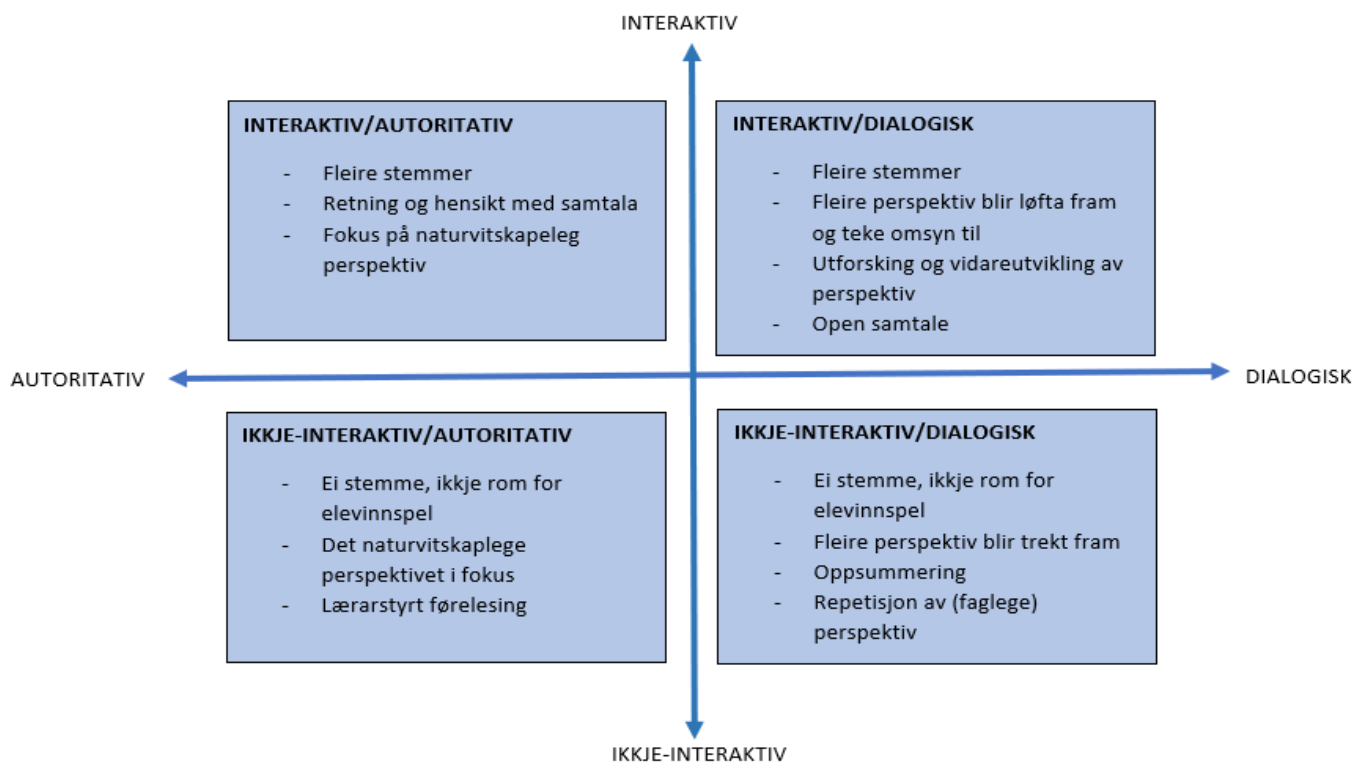 INTERAKTIV
INTERAKTIV/AUTORITATIV
- Fleire stemmer
- Retning og hensikt med samtala
- Fokus på naturvitskapeleg
perspektiv
INTERAKTIV/DIALOGISK
- Fleire stemmer
- Fleire perspektiv blir løfta fram
og teke omsyn til
- Utforsking og vidareutvikling av
perspektiv
- Open samtale
AUTORITATIV
DIALOGISK
IKKJE-INTERAKTIV/AUTORITATIV
- Ei stemme, ikkje rom for
elevinnspel
- Det naturvitskaplege
perspektivet i fokus
- Lærarstyrt førelesing
IKKJE-INTERAKTIV/DIALOGISK
- Ei stemme, ikkje rom for
elevinnspel
- Fleire perspektiv blir trekt fram
- Oppsummering
- Repetisjon av (faglege)
perspektiv
IKKJE-INTERAKTIV